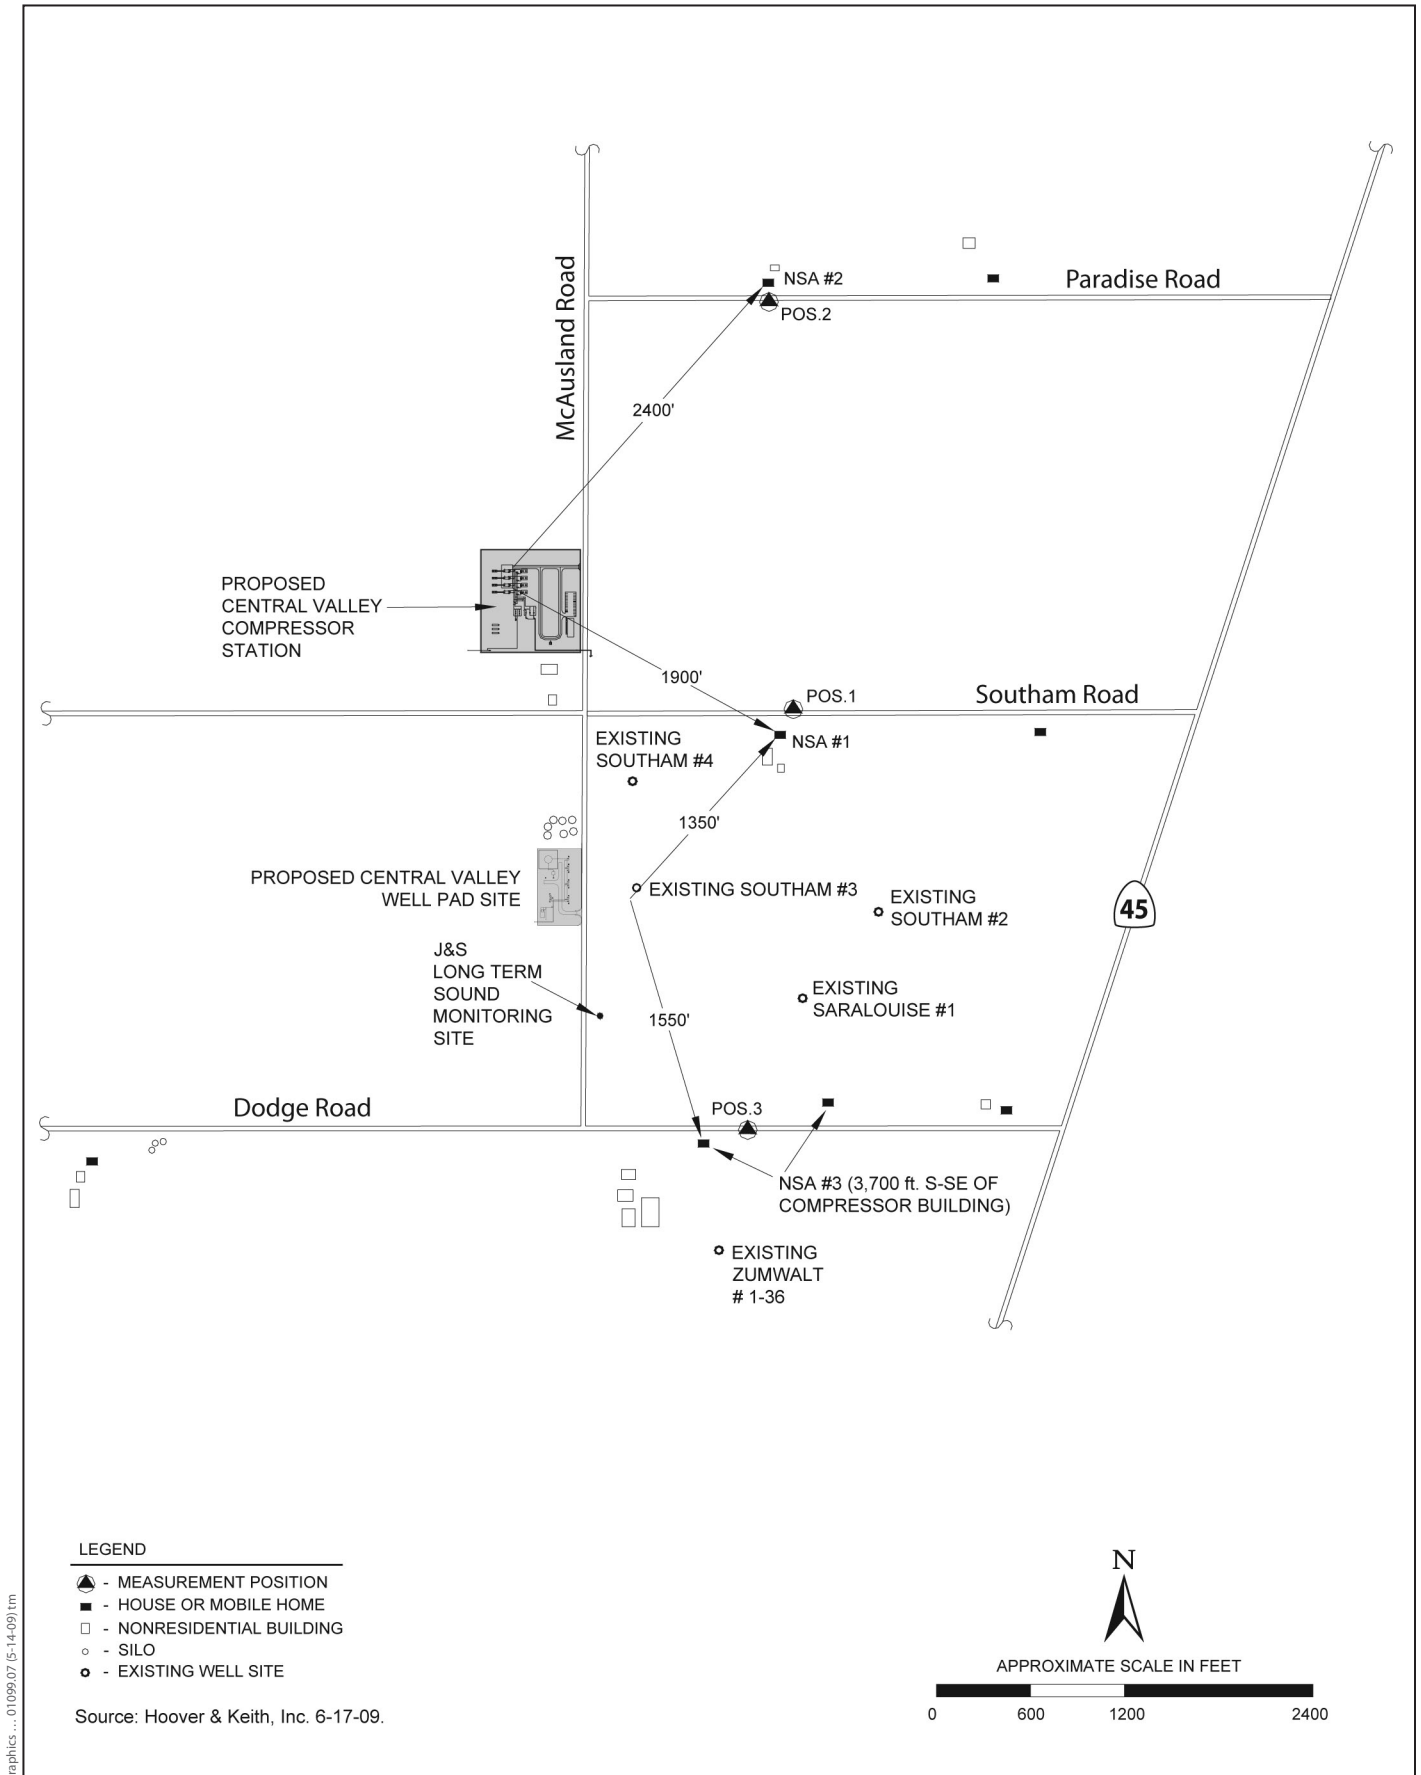 McAusland Road
NSA #2
Paradise Road
POS.2
2400'
PROPOSED
CENTRAL VALLEY
COMPRESSOR
STATION
1900'
POS.1
Southam Road
EXISTING
SOUTHAM #4
NSA #1
1350'
PROPOSED CENTRAL VALLEY
WELL PAD SITE
EXISTING SOUTHAM #3
EXISTING
SOUTHAM #2
45
J&S
LONG TERM
SOUND
MONITORING
SITE
EXISTING
SARALOUISE #1
1550'
Dodge Road
POS.3
NSA #3 (3,700 ft. S-SE OF
COMPRESSOR BUILDING)
EXISTING
ZUMWALT
# 1-36
LEGEND
- MEASUREMENT POSITION
- HOUSE OR MOBILE HOME
- NONRESIDENTIAL BUILDING
- SILO
- EXISTING WELL SITE
Source: Hoover & Keith, Inc. 6-17-09.
N
APPROXIMATE SCALE IN FEET
0 600 1200 2400
raphics ... 01099.07 (5-14-09) tm